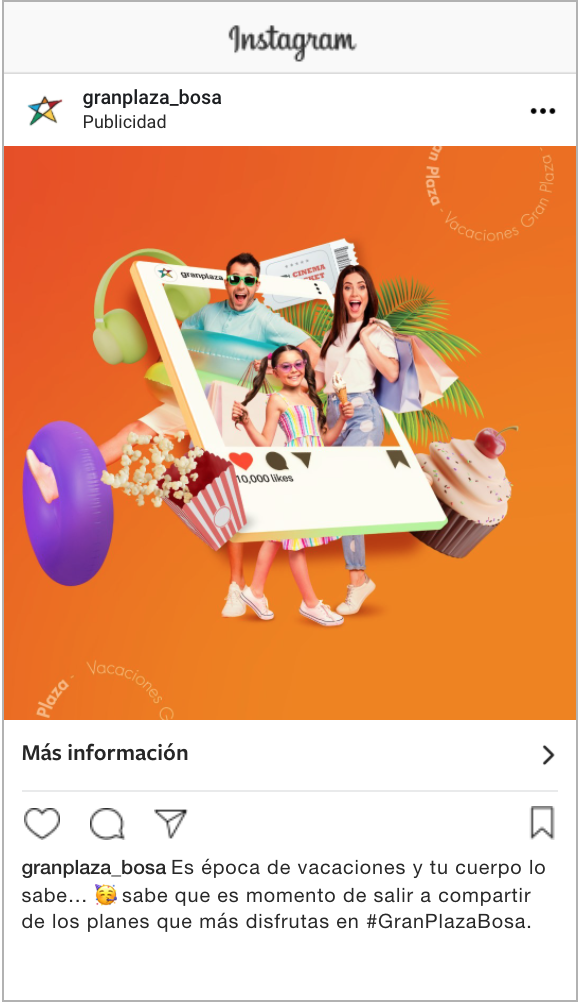 Instagram
granplaza_bosa
Publicidad
an Plaza - Vacaciones Gran Plaza -
granplaza
CINEMA
10,000 likes
Plaza - Vacaciones Gr
Más información
granplaza_bosa Es época de vacaciones y tu cuerpo lo
sabe... 🥳 sabe que es momento de salir a compartir
de los planes que más disfrutas en #GranPlazaBosa.